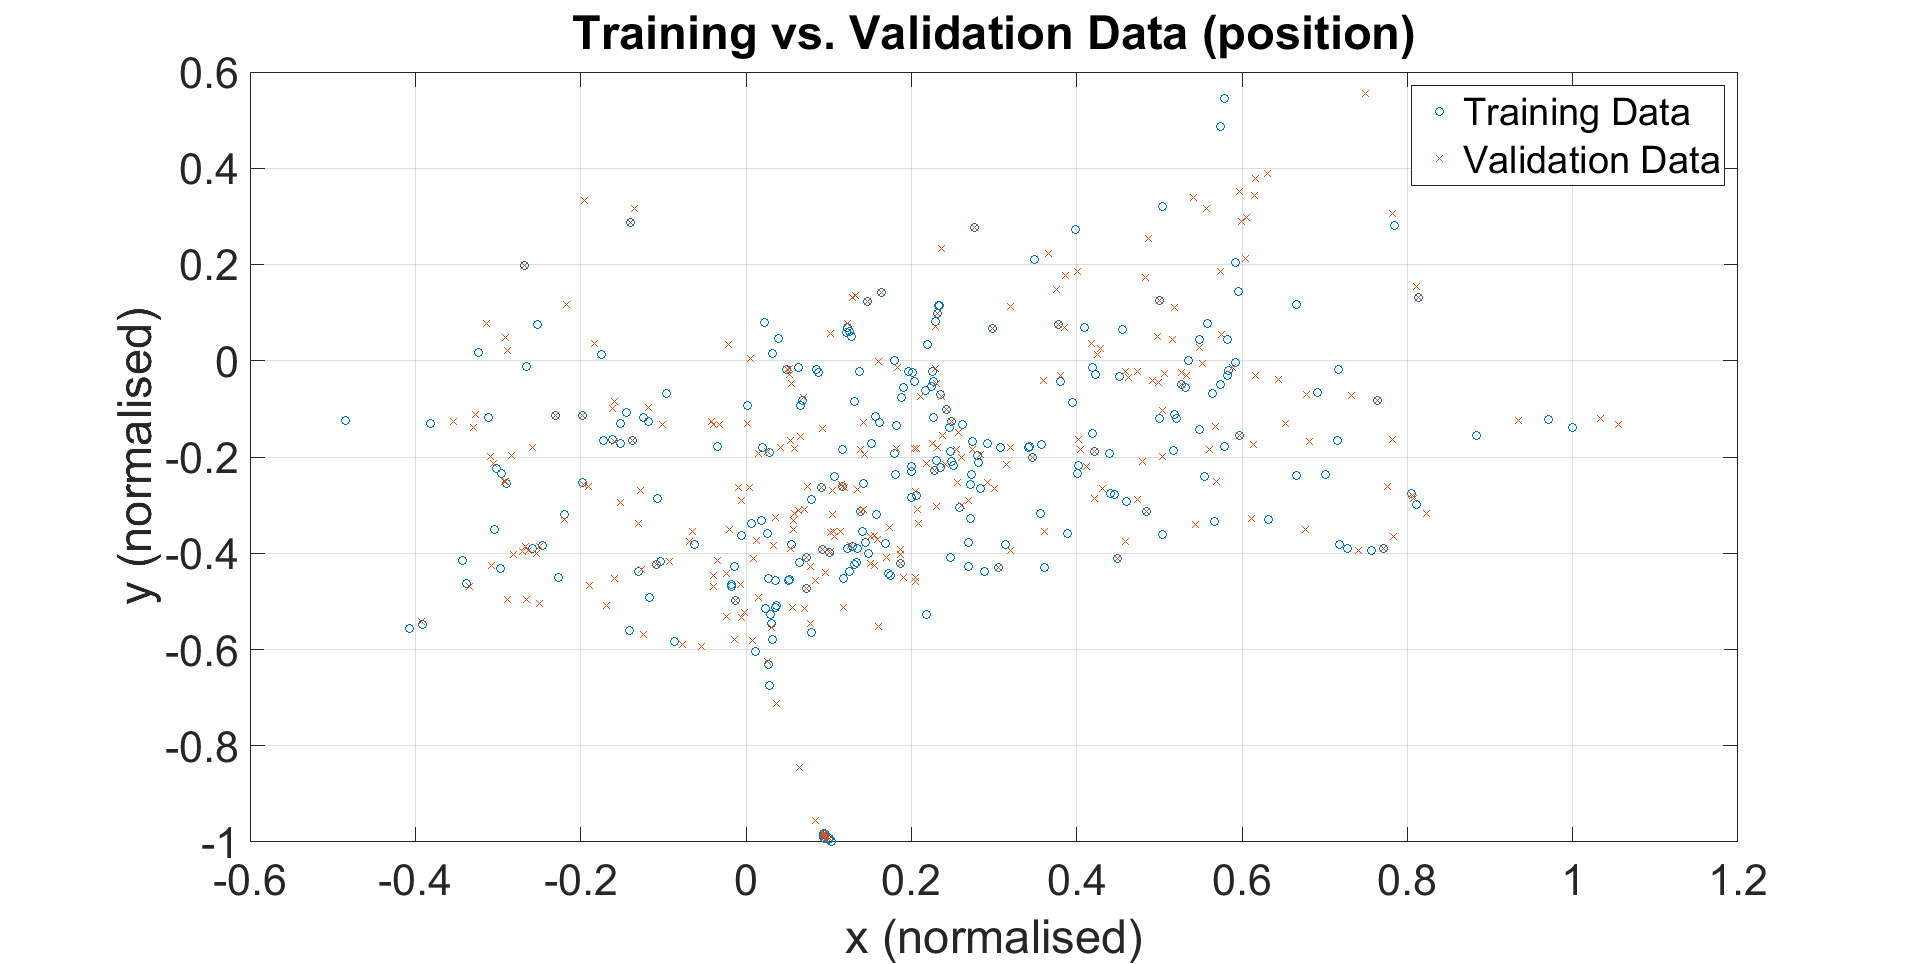 Training vs. Validation Data (position)
0.6
0.4
0.2
0
-0.2
-0.4
-0.6
-0.8
-1
y (normalised)
Training Data
Validation Data
-0.6 -0.4 -0.2 0 0.2 0.4 0.6 0.8 1 1.2
x (normalised)